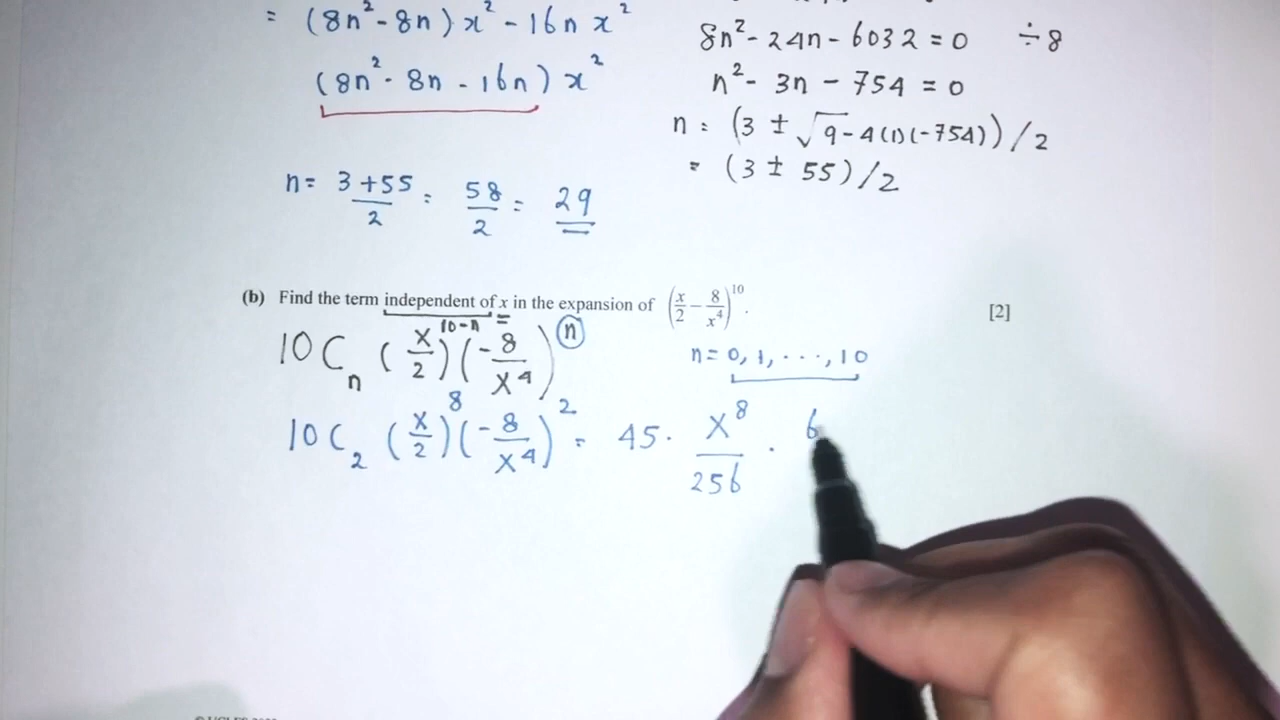 = (8n² - 8n) x² - 16n x²
(8n² - 8n - 16n) x²
8n² - 24n - 6032 = 0 ÷8
n² - 3n - 754 = 0
n = (3 ± √9 - 4(1)(-754)) / 2
= (3 ± 55) / 2
n = 3 + 55 / 2 = 58 / 2 = 29
(b) Find the term independent of x in the expansion of (x/2 - 8/x⁴)¹⁰. [2]
10Cn (x/2)^(10-n) (-8/x⁴)^n n = 0, 1, ..., 10
10C2 (x/2)⁸ (-8/x⁴)² = 45 · x⁸/256 · 6